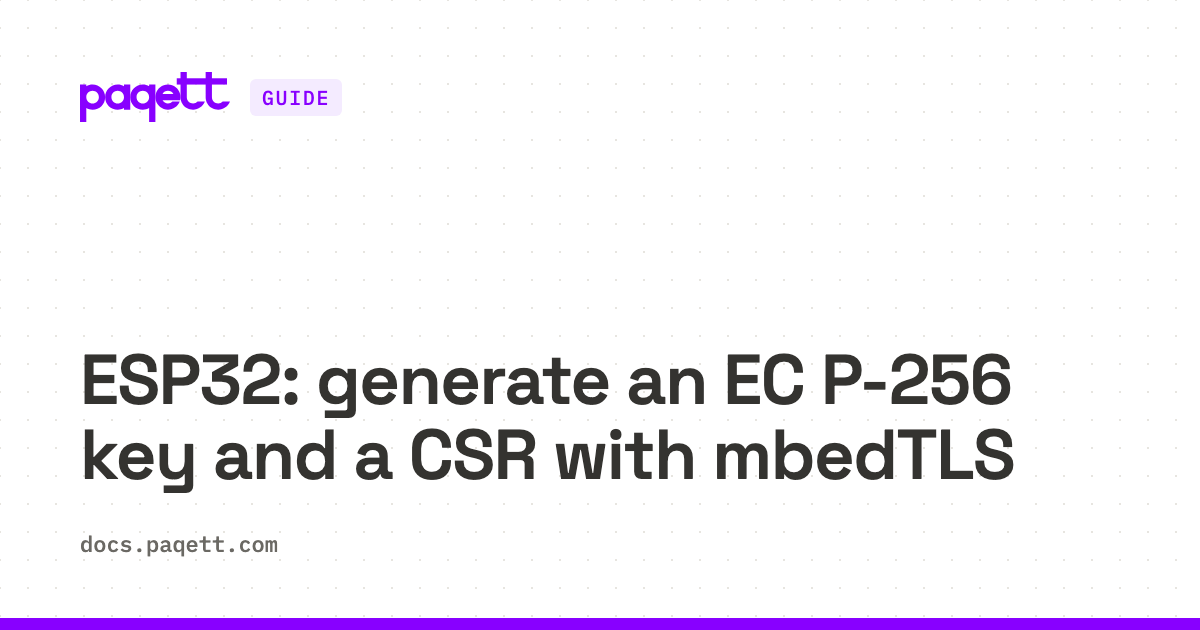 paqett
GUIDE
ESP32: generate an EC P-256
key and a CSR with mbedTLS
docs.paqett.com